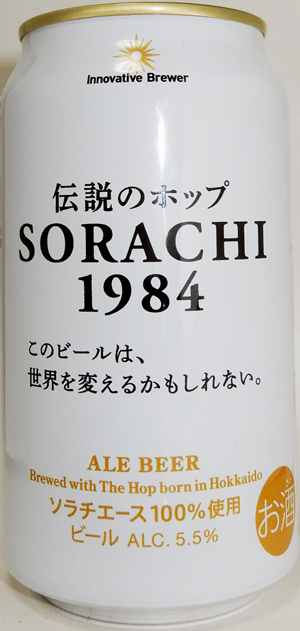 Innovative Brewer
伝説のホップ
SORACHI
1984
このビールは、
世界を変えるかもしれない。
ALE BEER
Brewed with The Hop born in Hokkaido
ソラチエース100%使用
ビール ALC. 5.5%
お酒